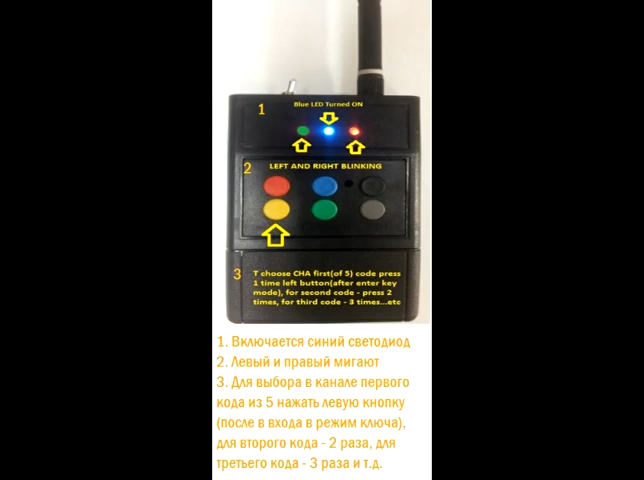 1
Blue LED Turned ON
2
LEFT AND RIGHT BLINKING
3
T choose CHA first(of 5) code press
1 time left button(after enter key
mode), for second code - press 2
times, for third code - 3 times...etc
1. Включается синий светодиод
2. Левый и правый мигают
3. Для выбора в канале первого
кода из 5 нажать левую кнопку
(после в входа в режим ключа),
для второго кода - 2 раза, для
третьего кода - 3 раза и т.д.